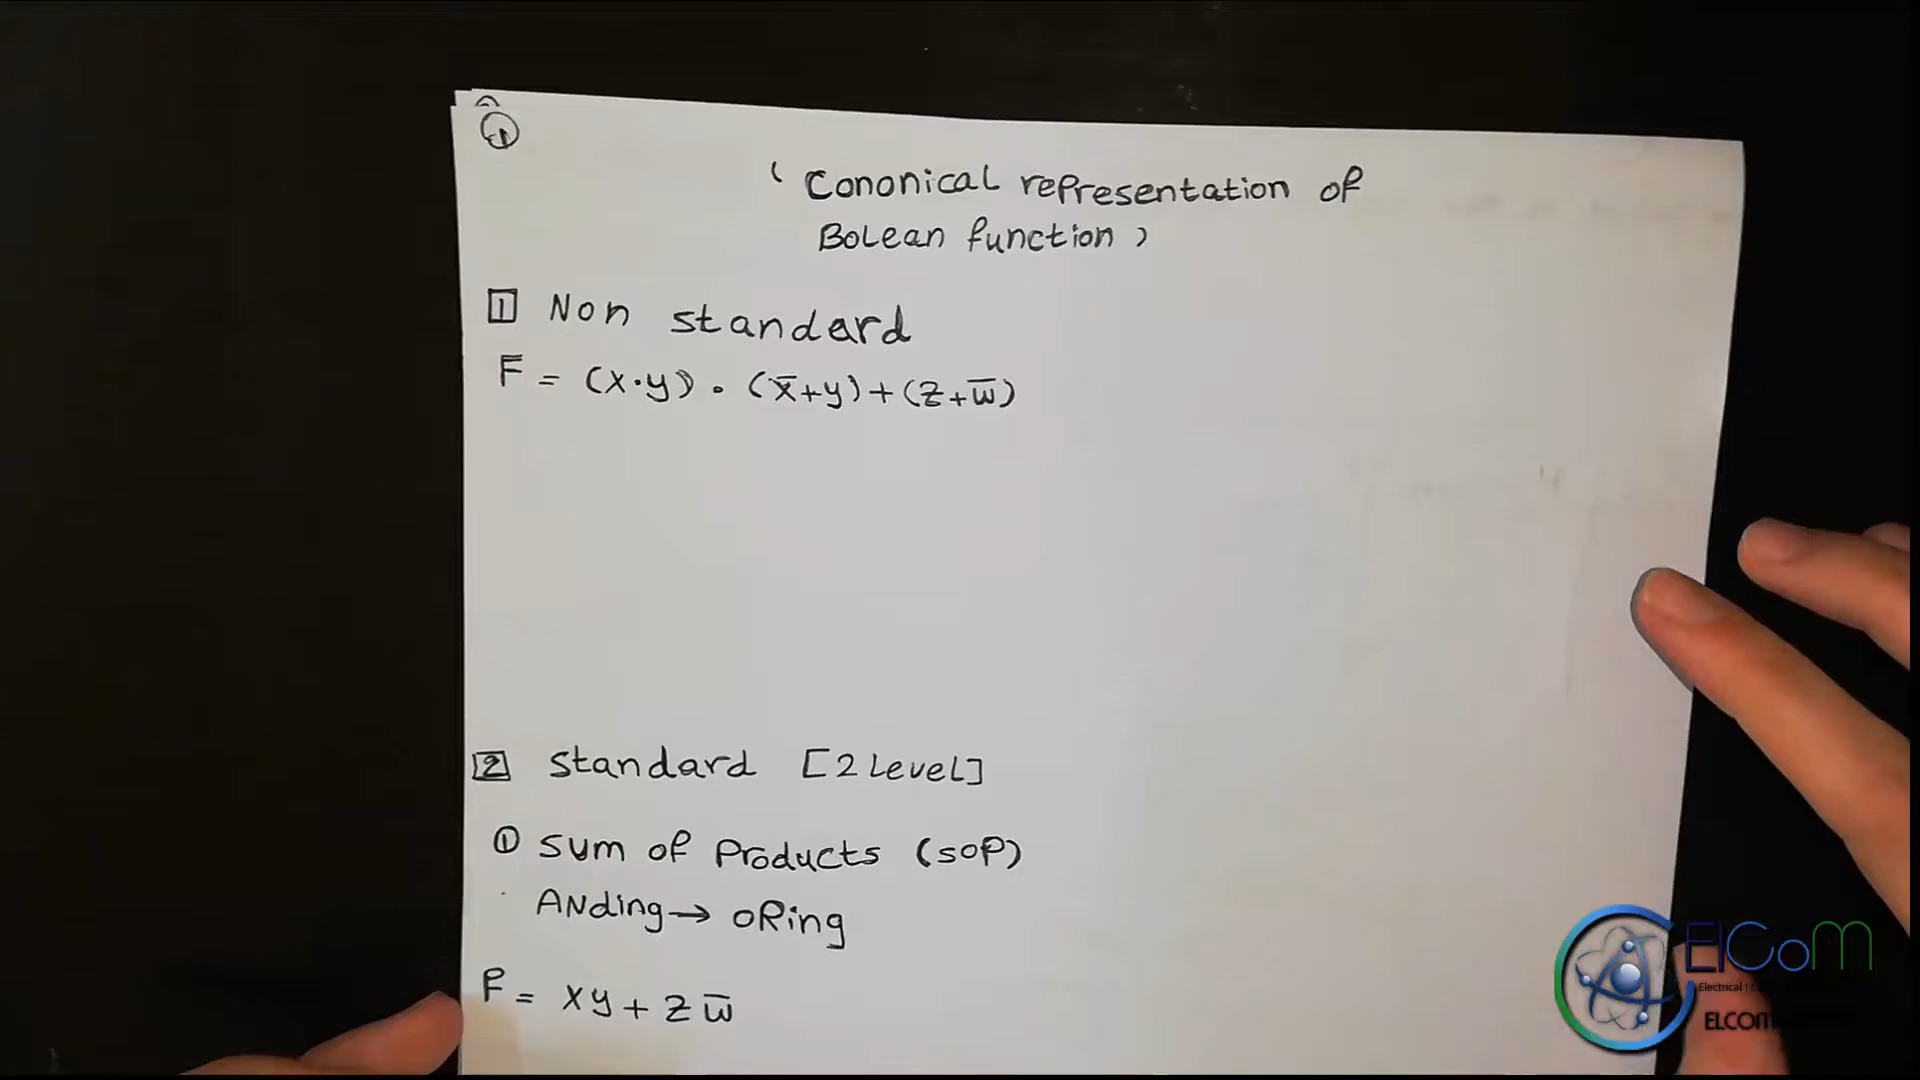 ①
( Cononical representation of
Bolean function )
1 Non standard
F = (x·y) · (x̅+y)+(z+w̅)
2 standard [2 Level]
① sum of Products (SOP)
ANding→ oRing
F = xy + z w̅
ElCoM
Electrical |
ELCOM